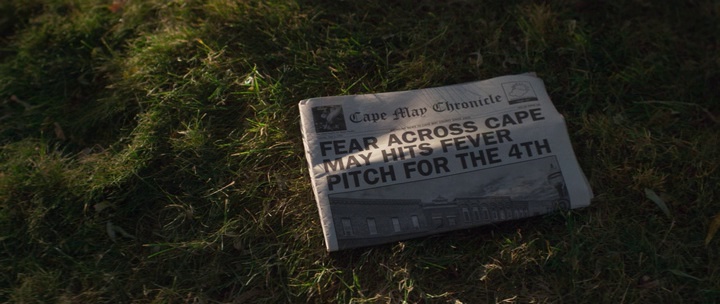 Cape May Chronicle
FEAR ACROSS CAPE
MAY HITS FEVER
PITCH FOR THE 4TH